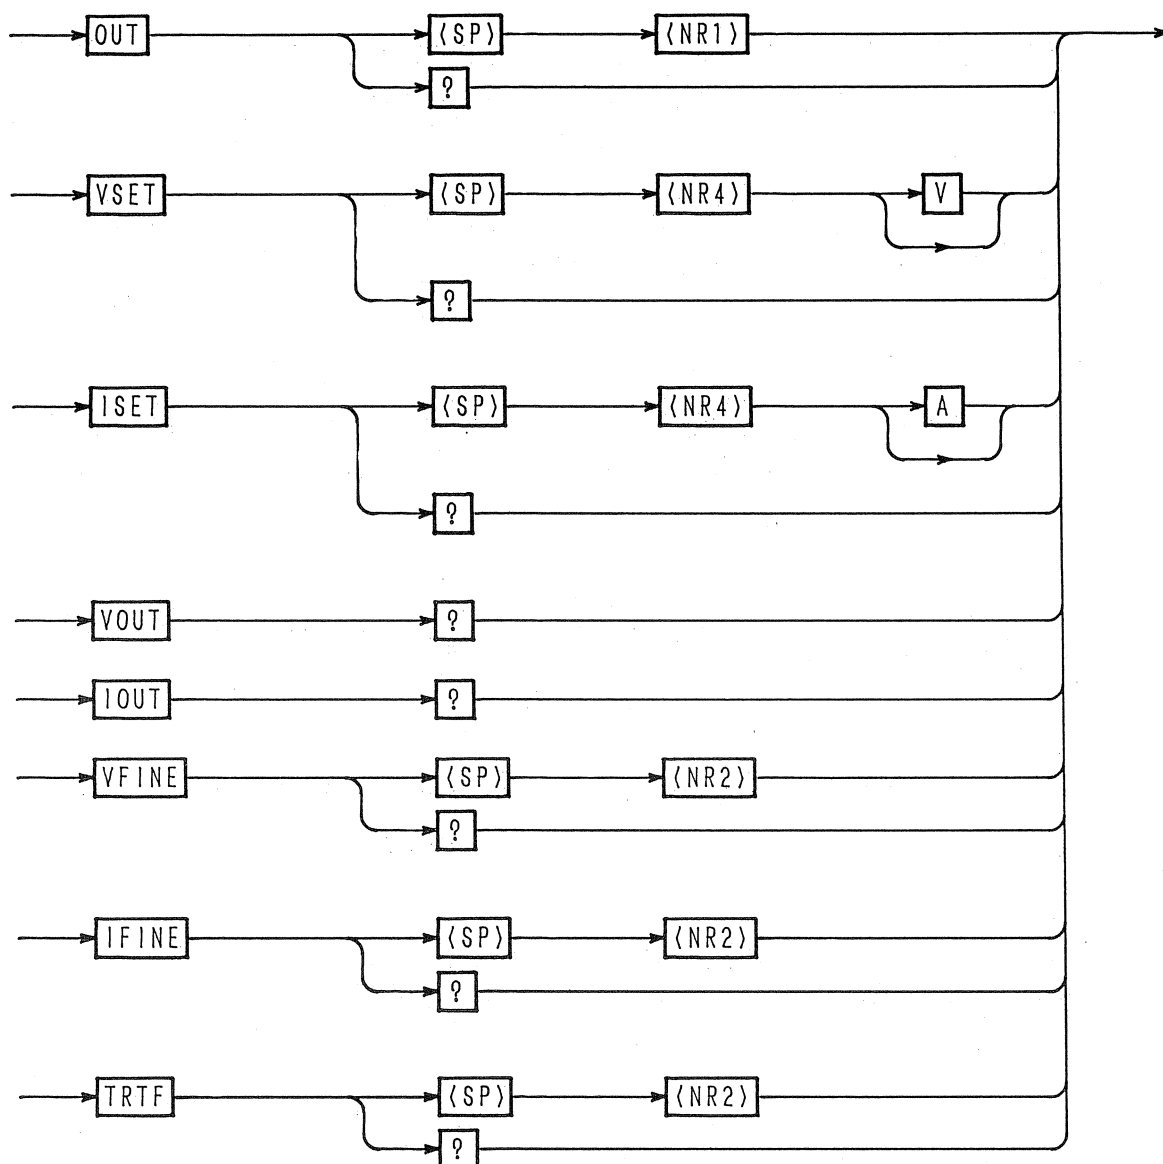 OUT ⟨SP⟩ ⟨NR1⟩
?
VSET ⟨SP⟩ ⟨NR4⟩ V
?
ISET ⟨SP⟩ ⟨NR4⟩ A
?
VOUT ?
IOUT ?
VFINE ⟨SP⟩ ⟨NR2⟩
?
IFINE ⟨SP⟩ ⟨NR2⟩
?
TRTF ⟨SP⟩ ⟨NR2⟩
?